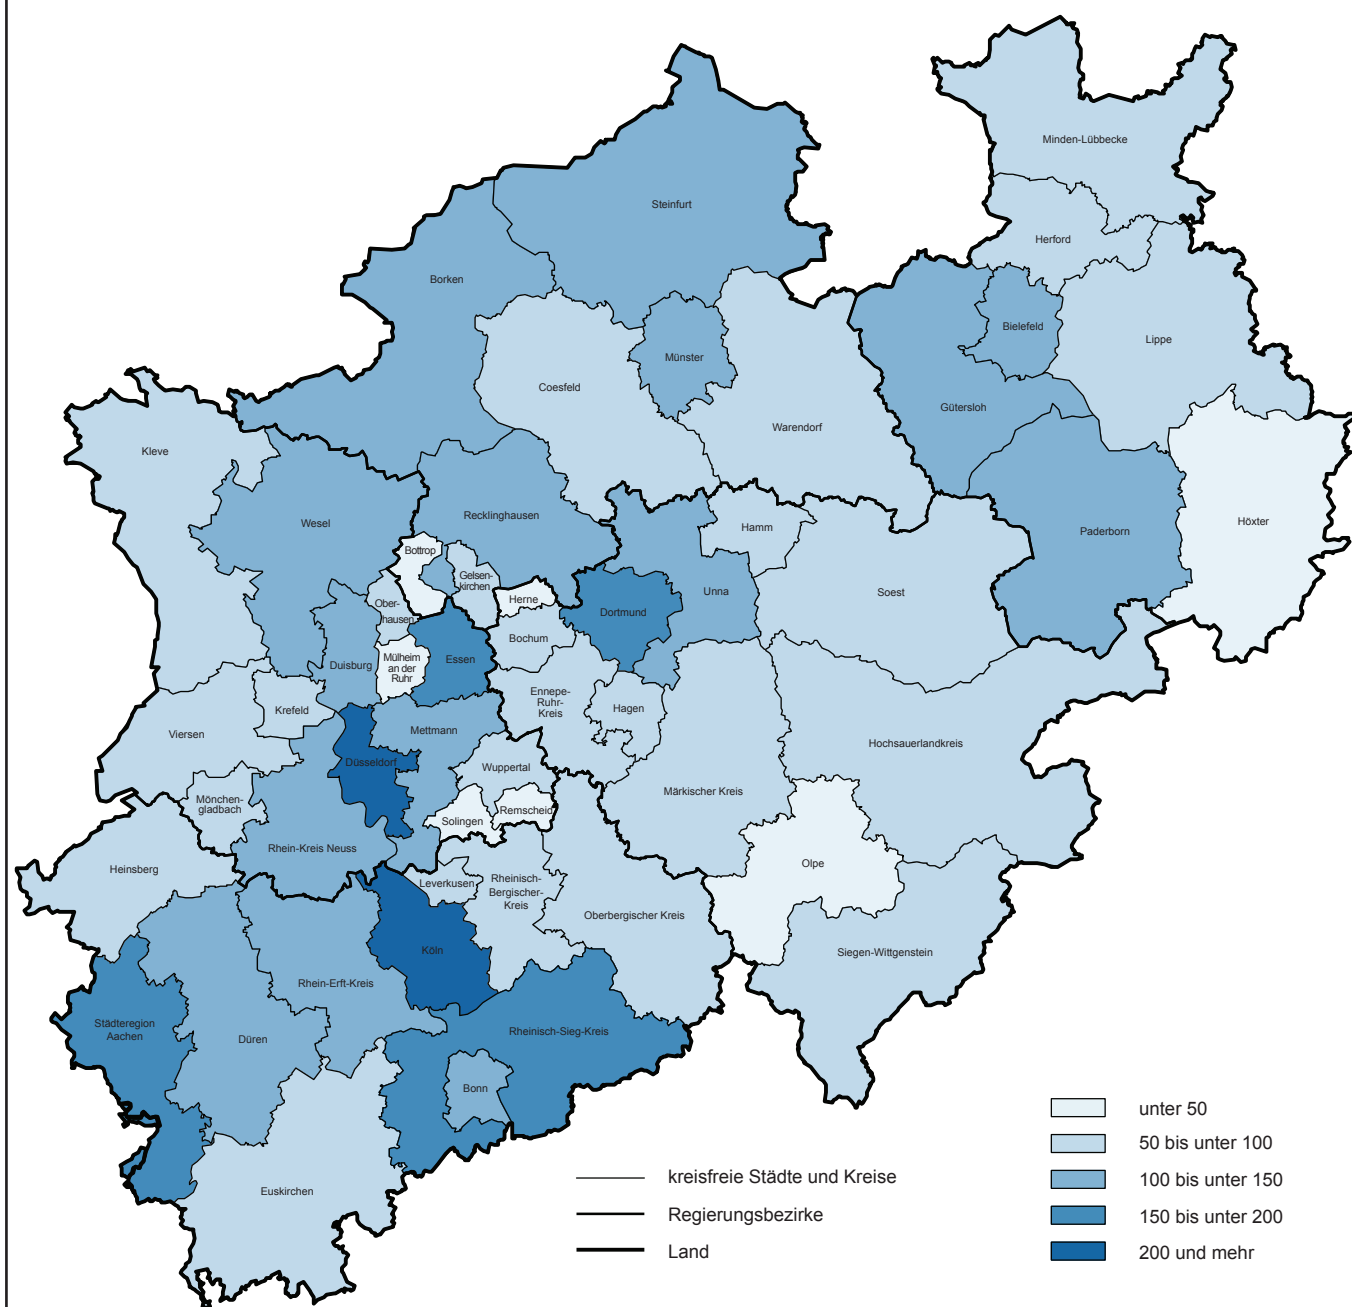 Minden-Lübbecke
Steinfurt
Herford
Borken
Bielefeld
Lippe
Münster
Coesfeld
Gütersloh
Warendorf
Kleve
Recklinghausen
Wesel
Hamm
Höxter
Paderborn
Bottrop
Gelsen-
kirchen
Soest
Unna
Herne
Ober-
hausen
Dortmund
Bochum
Mülheim
an der
Ruhr
Essen
Duisburg
Ennepe-
Ruhr-
Kreis
Hagen
Krefeld
Mettmann
Viersen
Hochsauerlandkreis
Düsseldorf
Wuppertal
Märkischer Kreis
Mönchen-
gladbach
Remscheid
Solingen
Rhein-Kreis Neuss
Olpe
Heinsberg
Leverkusen
Rheinisch-
Bergischer-
Kreis
Oberbergischer Kreis
Köln
Siegen-Wittgenstein
Rhein-Erft-Kreis
Städteregion
Aachen
Rheinisch-Sieg-Kreis
Düren
Bonn
Euskirchen
kreisfreie Städte und Kreise
Regierungsbezirke
Land
unter 50
50 bis unter 100
100 bis unter 150
150 bis unter 200
200 und mehr